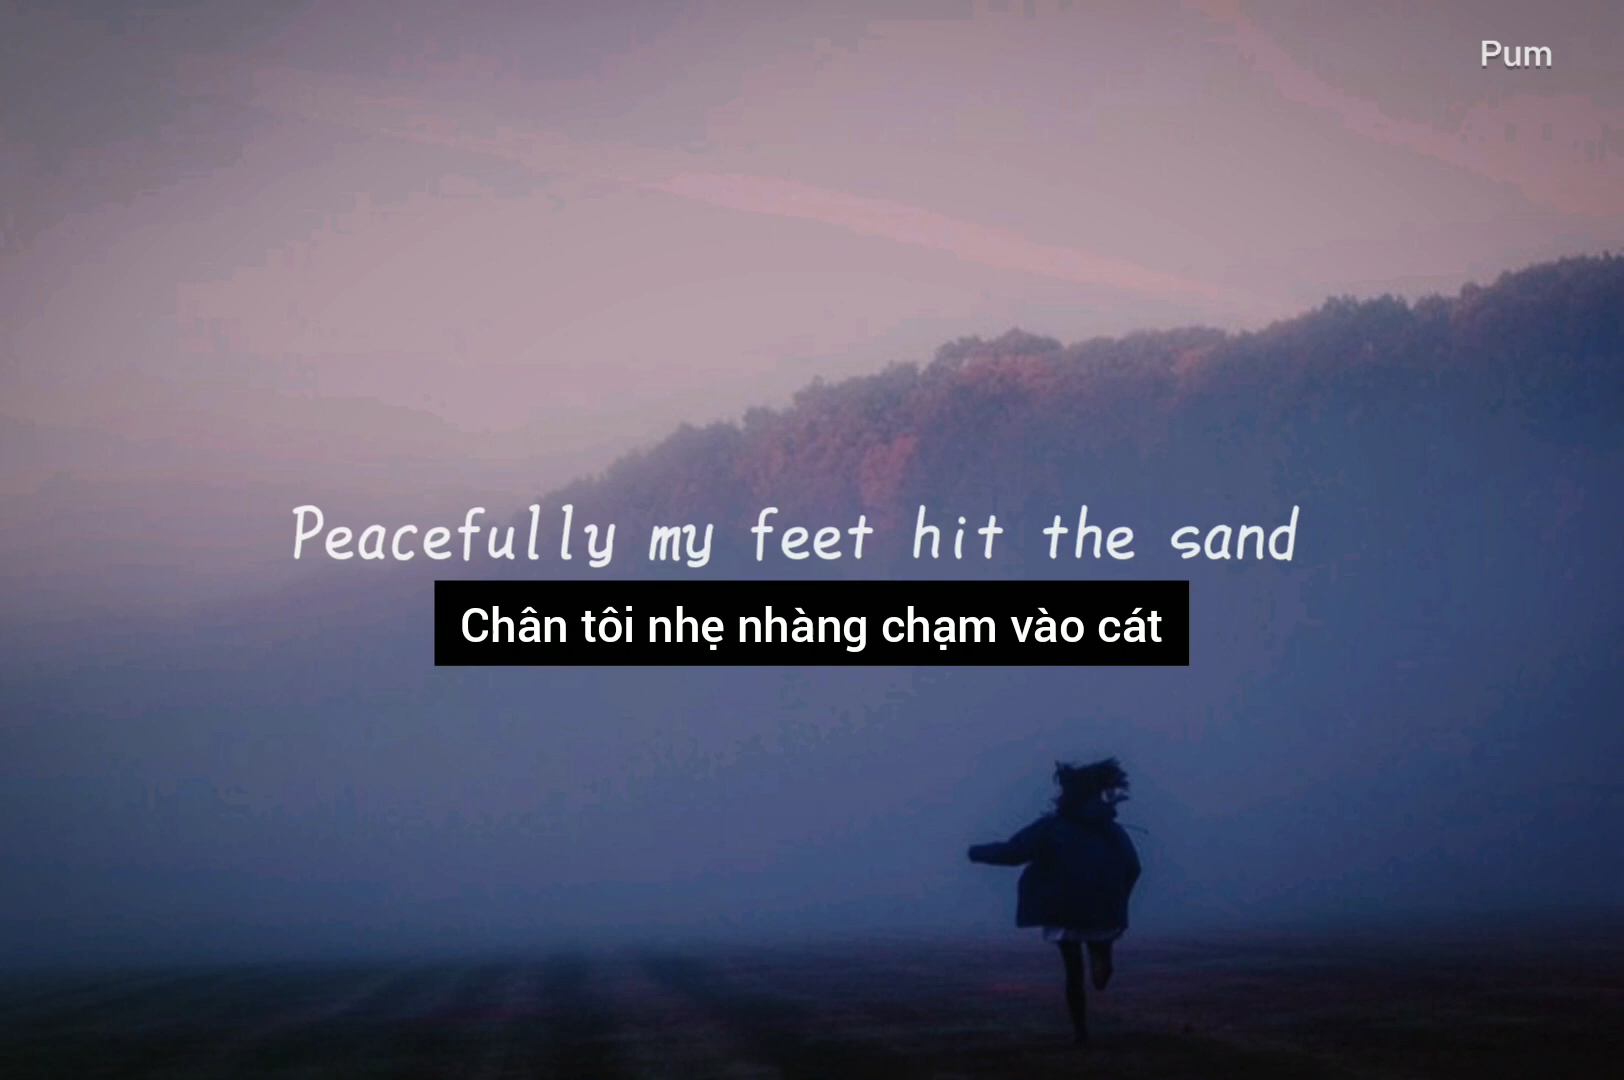 Pum
Peacefully my feet hit the sand
Chân tôi nhẹ nhàng chạm vào cát